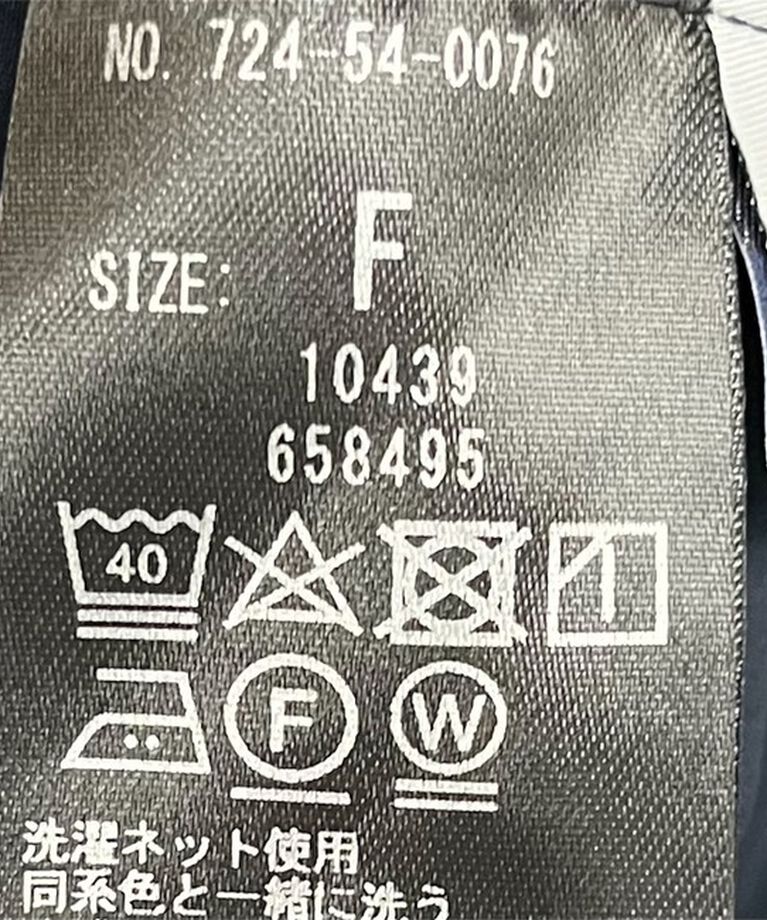 NO. 724-54-0076
SIZE: F
10439
658495
40
F W
洗濯ネット使用
同系色と一緒に洗う